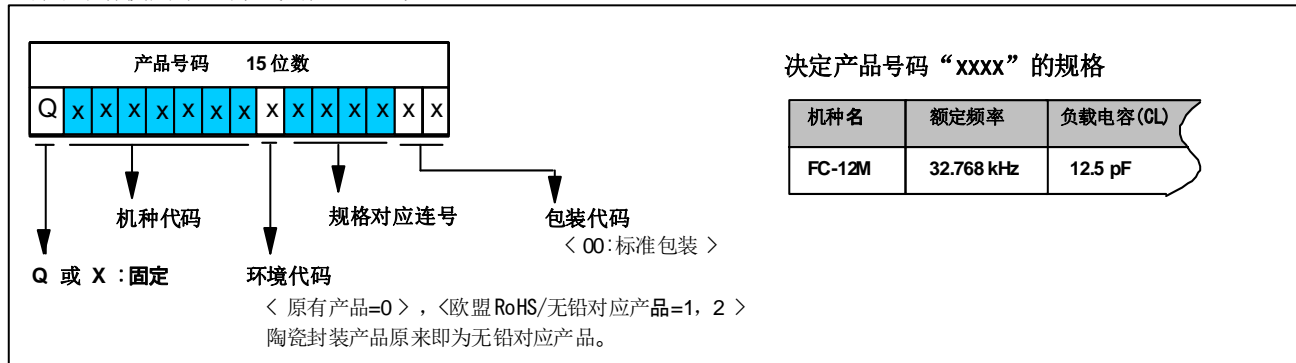 产品号码 15位数
Q x x x x x x x x x x x x x x
机种代码
规格对应连号
包装代码
< 00:标准包装 >
Q 或 X :固定
环境代码
< 原有产品=0 >,<欧盟RoHS/无铅对应产品=1, 2 >
陶瓷封装产品原来即为无铅对应产品。
决定产品号码“XXXX”的规格
机种名 额定频率 负载电容(CL)
FC-12M 32.768 kHz 12.5 pF